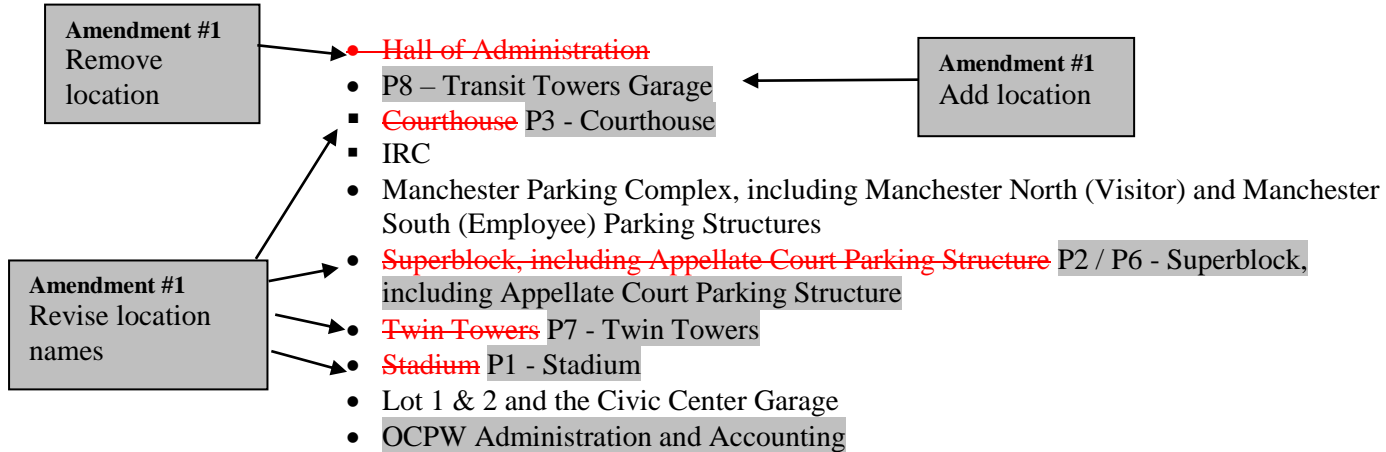 Amendment #1
Remove
location
• Hall of Administration
• P8 – Transit Towers Garage
Amendment #1
Add location
▪ Courthouse P3 - Courthouse
▪ IRC
• Manchester Parking Complex, including Manchester North (Visitor) and Manchester
South (Employee) Parking Structures
Amendment #1
Revise location
names
• Superblock, including Appellate Court Parking Structure P2 / P6 - Superblock,
including Appellate Court Parking Structure
• Twin Towers P7 - Twin Towers
• Stadium P1 - Stadium
• Lot 1 & 2 and the Civic Center Garage
• OCPW Administration and Accounting